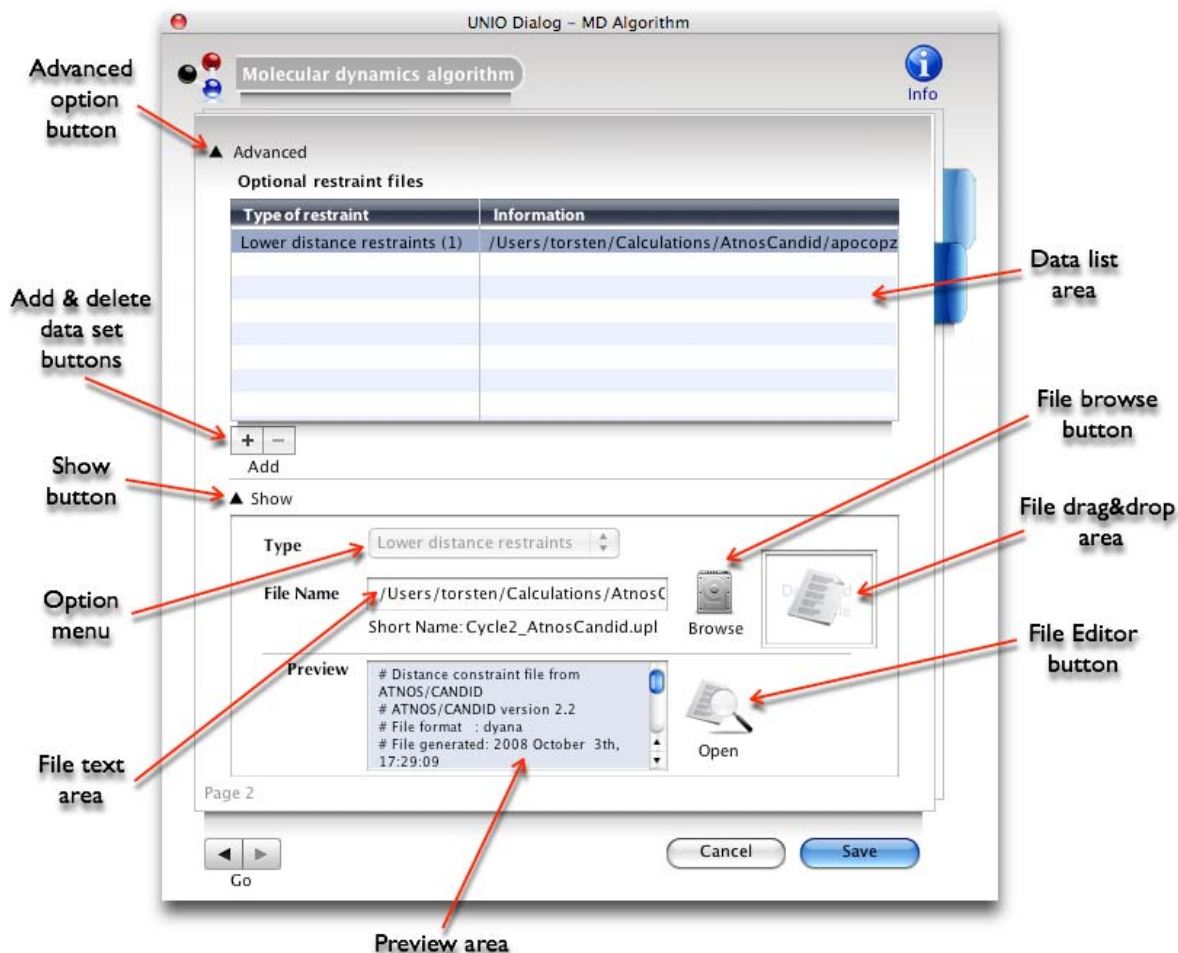 UNIO Dialog – MD Algorithm
Advanced
option
button
Molecular dynamics algorithm
Info
▲ Advanced
Optional restraint files
Type of restraint
Information
Lower distance restraints (1)
/Users/torsten/Calculations/AtnosCandid/apocopz
Data list
area
Add & delete
data set
buttons
+ −
Add
File browse
button
Show
button
▲ Show
File drag&drop
area
Type
Lower distance restraints
Option
menu
File Name
/Users/torsten/Calculations/AtnosC
Short Name: Cycle2_AtnosCandid.upl
Browse
File Editor
button
Preview
# Distance constraint file from
ATNOS/CANDID
# ATNOS/CANDID version 2.2
# File format : dyana
# File generated: 2008 October 3th,
17:29:09
Open
File text
area
Page 2
Go
Cancel
Save
Preview area